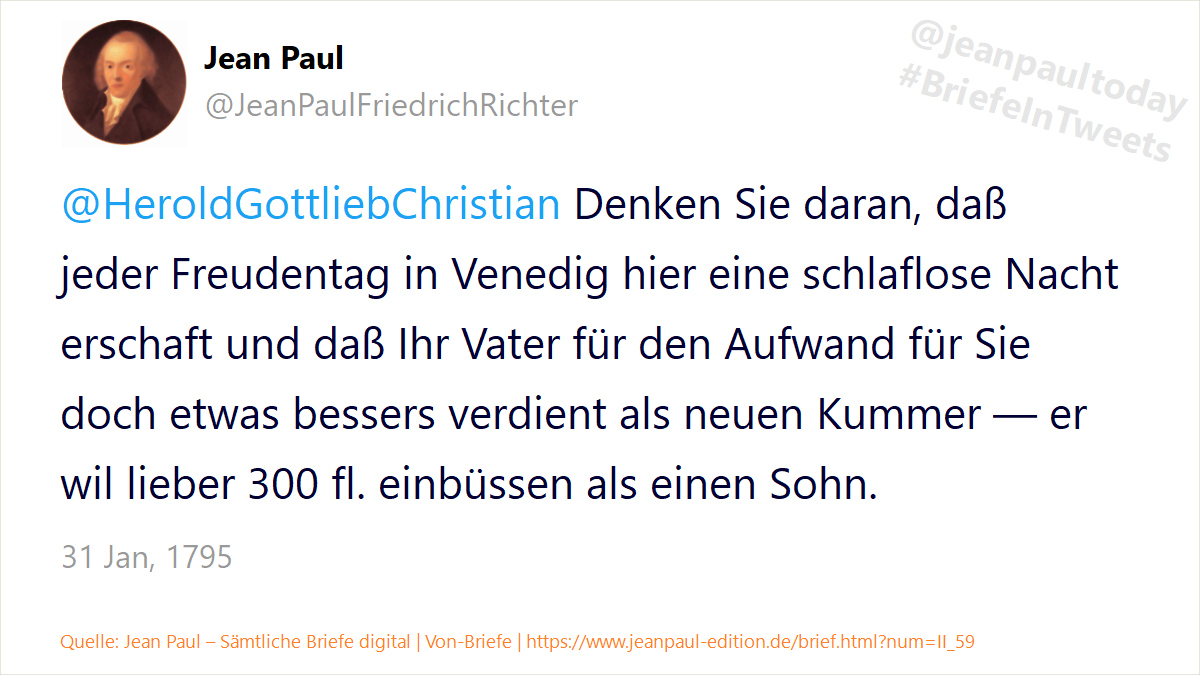 Jean Paul
@JeanPaulFriedrichRichter
@jeanpaultoday
#BriefeInTweets
@HeroldGottliebChristian Denken Sie daran, daß
jeder Freudentag in Venedig hier eine schlaflose Nacht
erschaft und daß Ihr Vater für den Aufwand für Sie
doch etwas bessers verdient als neuen Kummer — er
wil lieber 300 fl. einbüssen als einen Sohn.
31 Jan, 1795
Quelle: Jean Paul – Sämtliche Briefe digital | Von-Briefe | https://www.jeanpaul-edition.de/brief.html?num=II_59